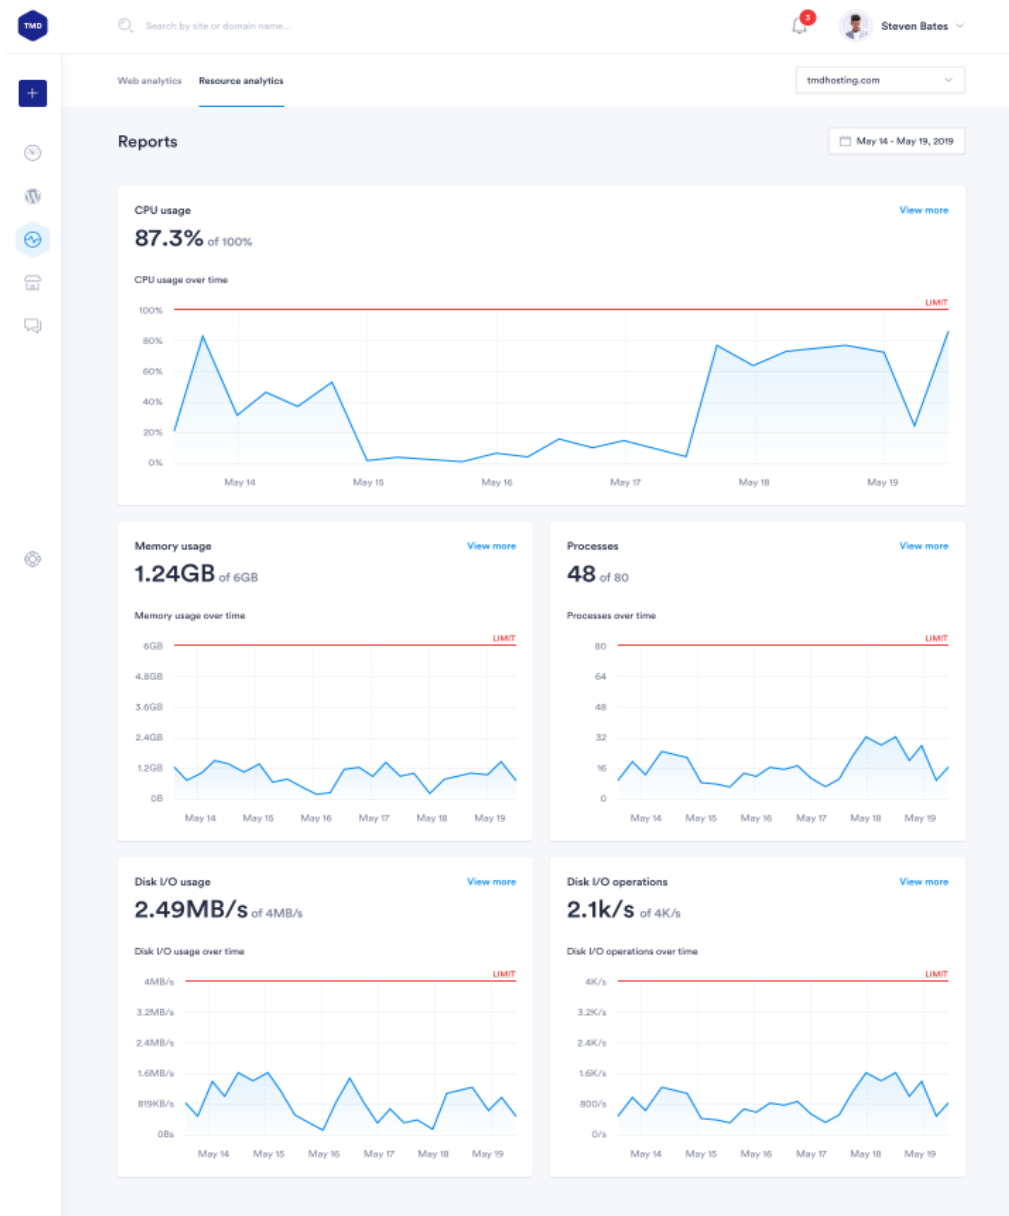 TMD
Search by site or domain name...
3
Steven Bates
Web analytics Resource analytics
tmdhosting.com
Reports
May 14 - May 19, 2019
CPU usage
View more
87.3% of 100%
CPU usage over time
LIMIT
100%
80%
60%
40%
20%
0%
May 14 May 15 May 16 May 17 May 18 May 19
Memory usage
View more
1.24GB of 6GB
Memory usage over time
LIMIT
6GB
4.8GB
3.6GB
2.4GB
1.2GB
0B
May 14 May 15 May 16 May 17 May 18 May 19
Processes
View more
48 of 80
Processes over time
LIMIT
80
64
48
32
16
0
May 14 May 15 May 16 May 17 May 18 May 19
Disk I/O usage
View more
2.49MB/s of 4MB/s
Disk I/O usage over time
LIMIT
4MB/s
3.2MB/s
2.4MB/s
1.6MB/s
819KB/s
0Bs
May 14 May 15 May 16 May 17 May 18 May 19
Disk I/O operations
View more
2.1k/s of 4K/s
Disk I/O operations over time
LIMIT
4K/s
3.2K/s
2.4K/s
1.6K/s
800/s
0/s
May 14 May 15 May 16 May 17 May 18 May 19